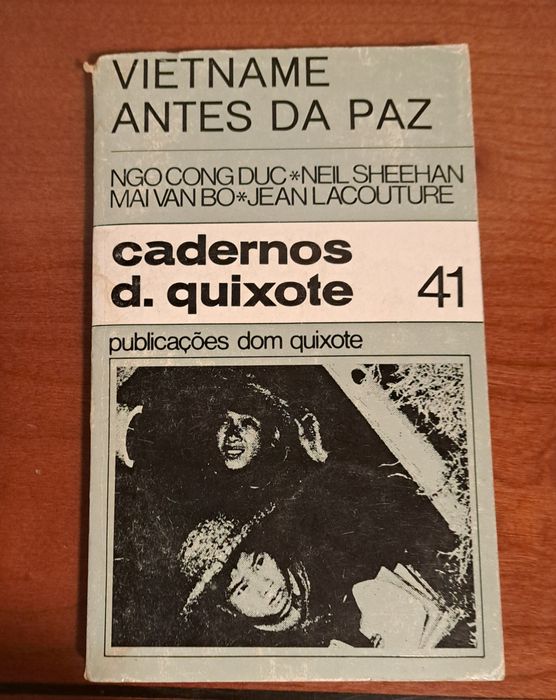 VIETNAME
ANTES DA PAZ
NGO CONG DUC*NEIL SHEEHAN
MAI VAN BO*JEAN LACOUTURE
cadernos
d. quixote 41
publicações dom quixote